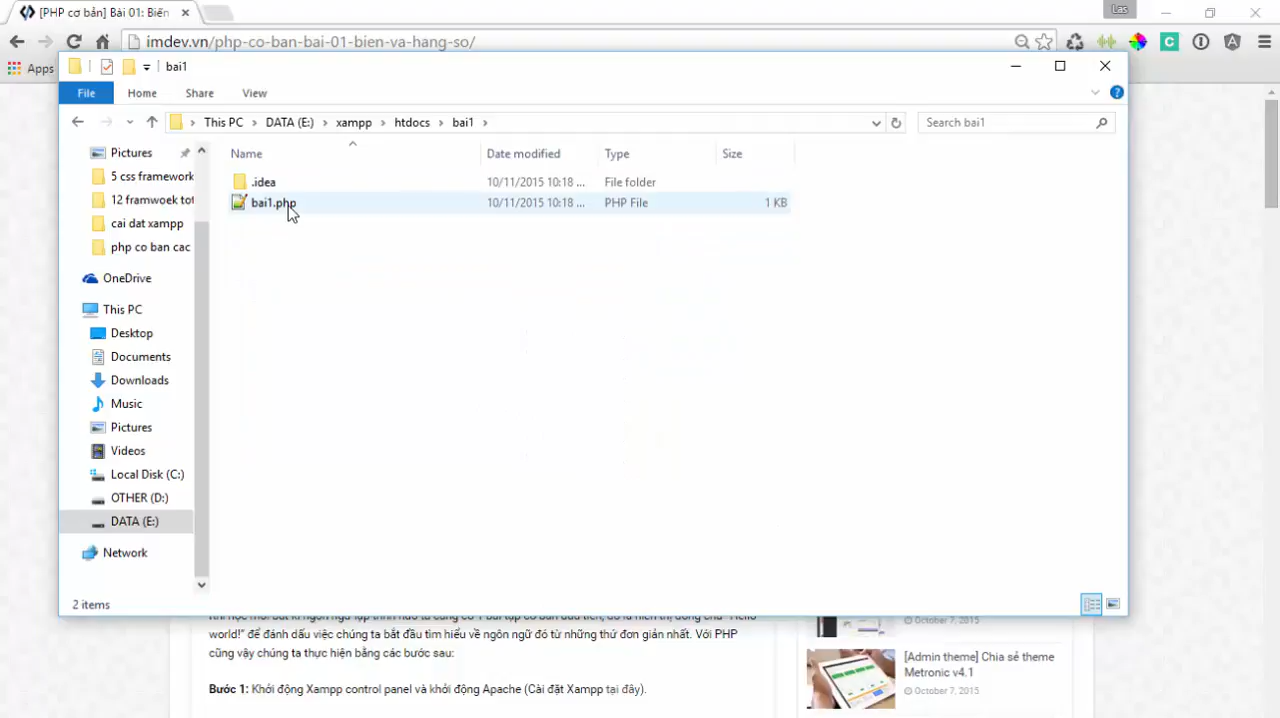 [PHP cơ bản] Bài 01: Biến
Las
imdev.vn/php-co-ban-bai-01-bien-va-hang-so/
Apps
bai1
File Home Share View
This PC > DATA (E:) > xampp > htdocs > bai1 >
Search bai1
Name Date modified Type Size
.idea 10/11/2015 10:18 ... File folder
bai1.php 10/11/2015 10:18 ... PHP File 1 KB
Pictures
5 css framework
12 framwoek tot
cai dat xampp
php co ban cac
OneDrive
This PC
Desktop
Documents
Downloads
Music
Pictures
Videos
Local Disk (C:)
OTHER (D:)
DATA (E:)
Network
2 items
world!" để đánh dấu việc chúng ta bắt đầu tìm hiểu về ngôn ngữ đó từ những thứ đơn giản nhất. Với PHP
cũng vậy chúng ta thực hiện bằng các bước sau:
Bước 1: Khởi động Xampp control panel và khởi động Apache (Cài đặt Xampp tại đây).
October 7, 2015
[Admin theme] Chia sẻ theme
Metronic v4.1
October 7, 2015